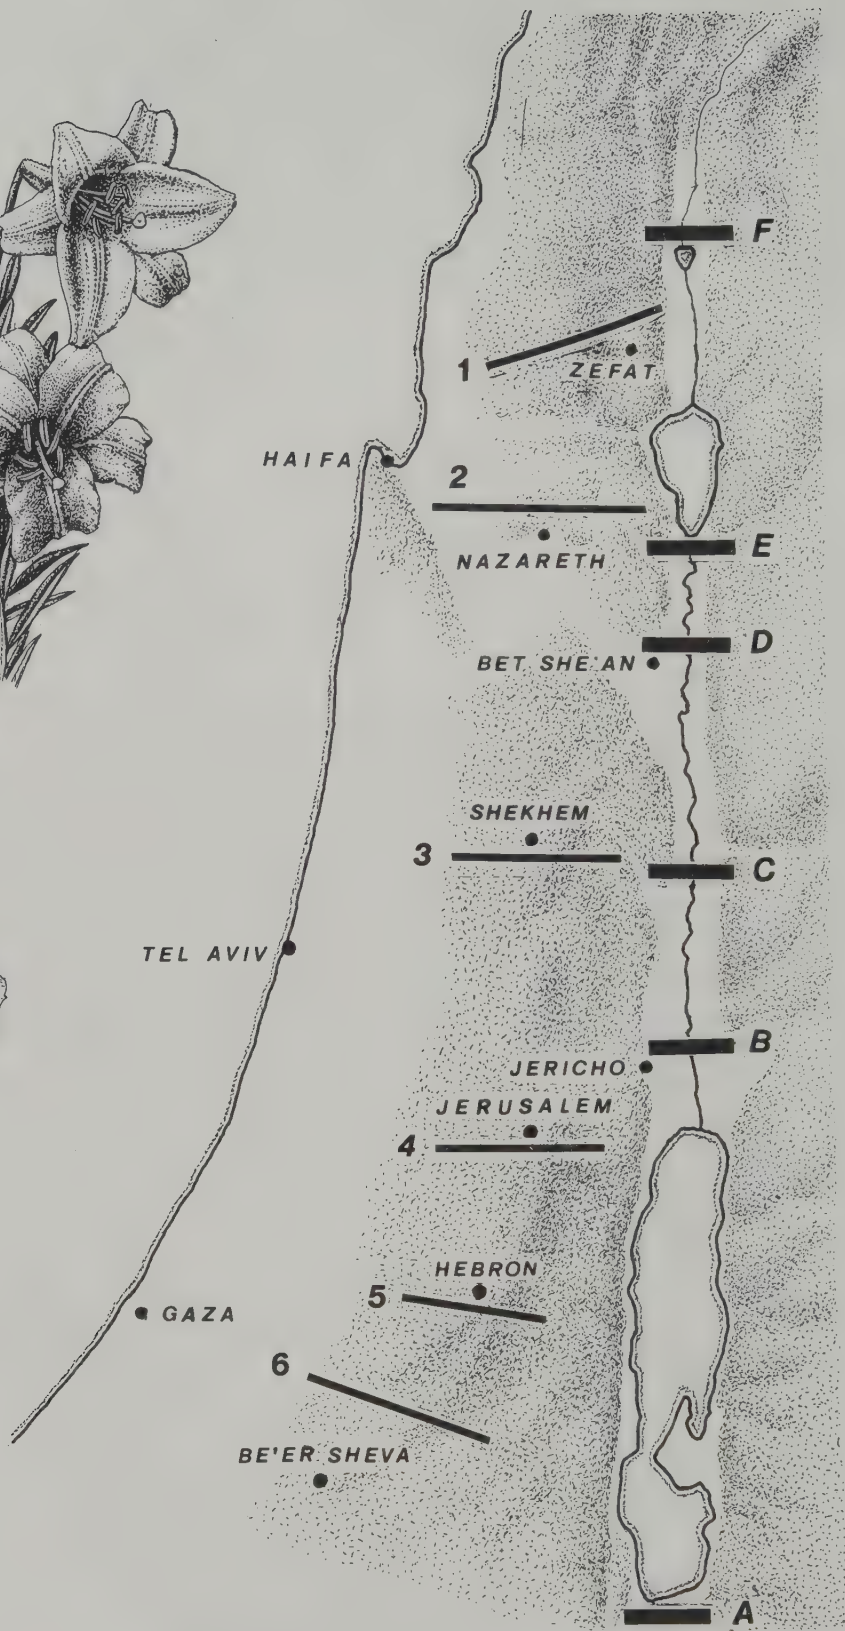 F
1
ZEFAT
HAIFA
2
NAZARETH
E
D
BET SHE'AN
SHEKHEM
3
C
TEL AVIV
B
JERICHO
JERUSALEM
4
HEBRON
5
GAZA
6
BE'ER SHEVA
A